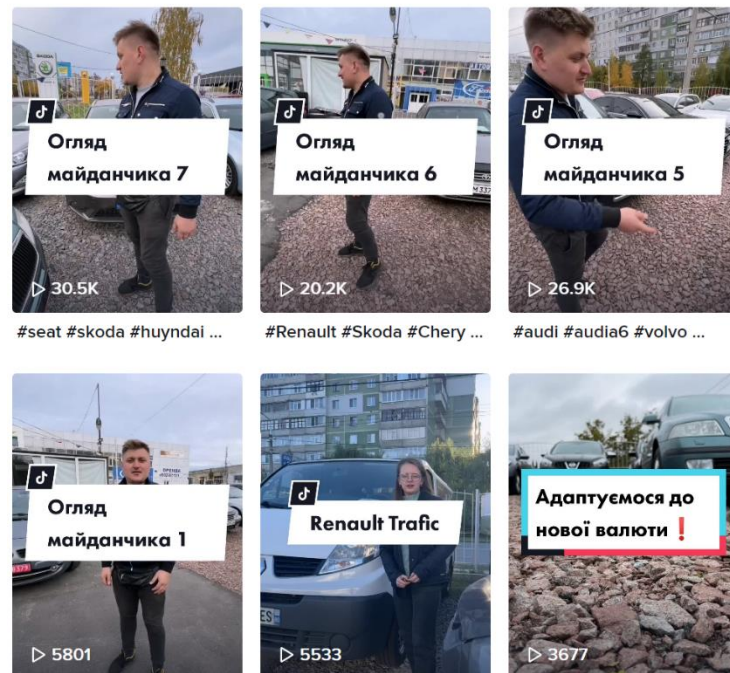 Огляд
майданчика 7
30.5K
#seat #skoda #huyndai ...
Огляд
майданчика 6
20.2K
#Renault #Skoda #Chery ...
Огляд
майданчика 5
26.9K
#audi #audia6 #volvo ...
Огляд
майданчика 1
5801
Renault Trafic
5533
Адаптуємося до
нової валюти❗
3677